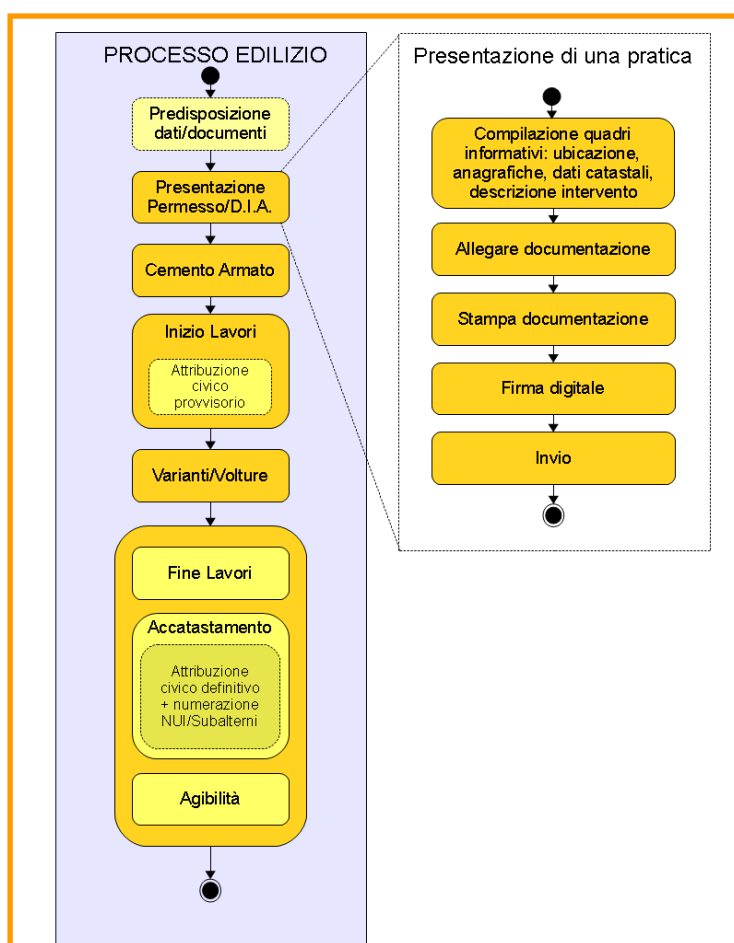 PROCESSO EDILIZIO
Predisposizione
dati/documenti
Presentazione
Permesso/D.I.A.
Cemento Armato
Inizio Lavori
Attribuzione
civico
provvisorio
Varianti/Volture
Fine Lavori
Accatastamento
Attribuzione
civico definitivo
+ numerazione
NUI/Subalterni
Agibilità
Presentazione di una pratica
Compilazione quadri
informativi: ubicazione,
anagrafiche, dati catastali,
descrizione intervento
Allegare documentazione
Stampa documentazione
Firma digitale
Invio